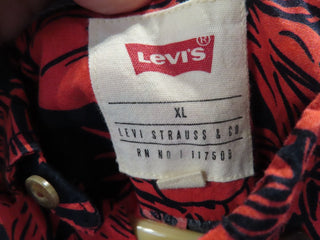 LEVI'S
®
XL
LEVI STRAUSS & CO
RN NO / 117503